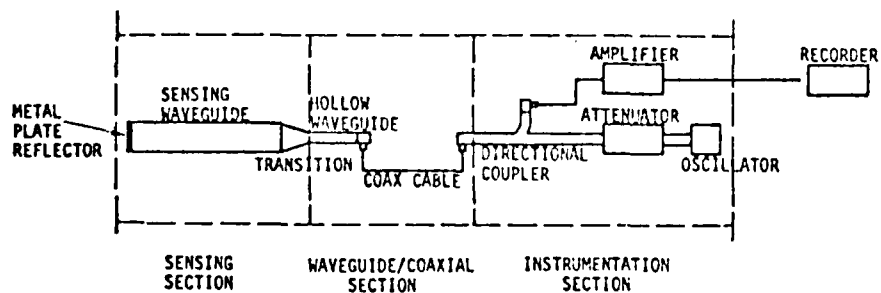 AMPLIFIER
RECORDER
METAL
PLATE
REFLECTOR
SENSING
WAVEGUIDE
HOLLOW
WAVEGUIDE
TRANSITION
COAX CABLE
ATTENUATOR
DIRECTIONAL
COUPLER
OSCILLATOR
SENSING
SECTION
WAVEGUIDE/COAXIAL
SECTION
INSTRUMENTATION
SECTION